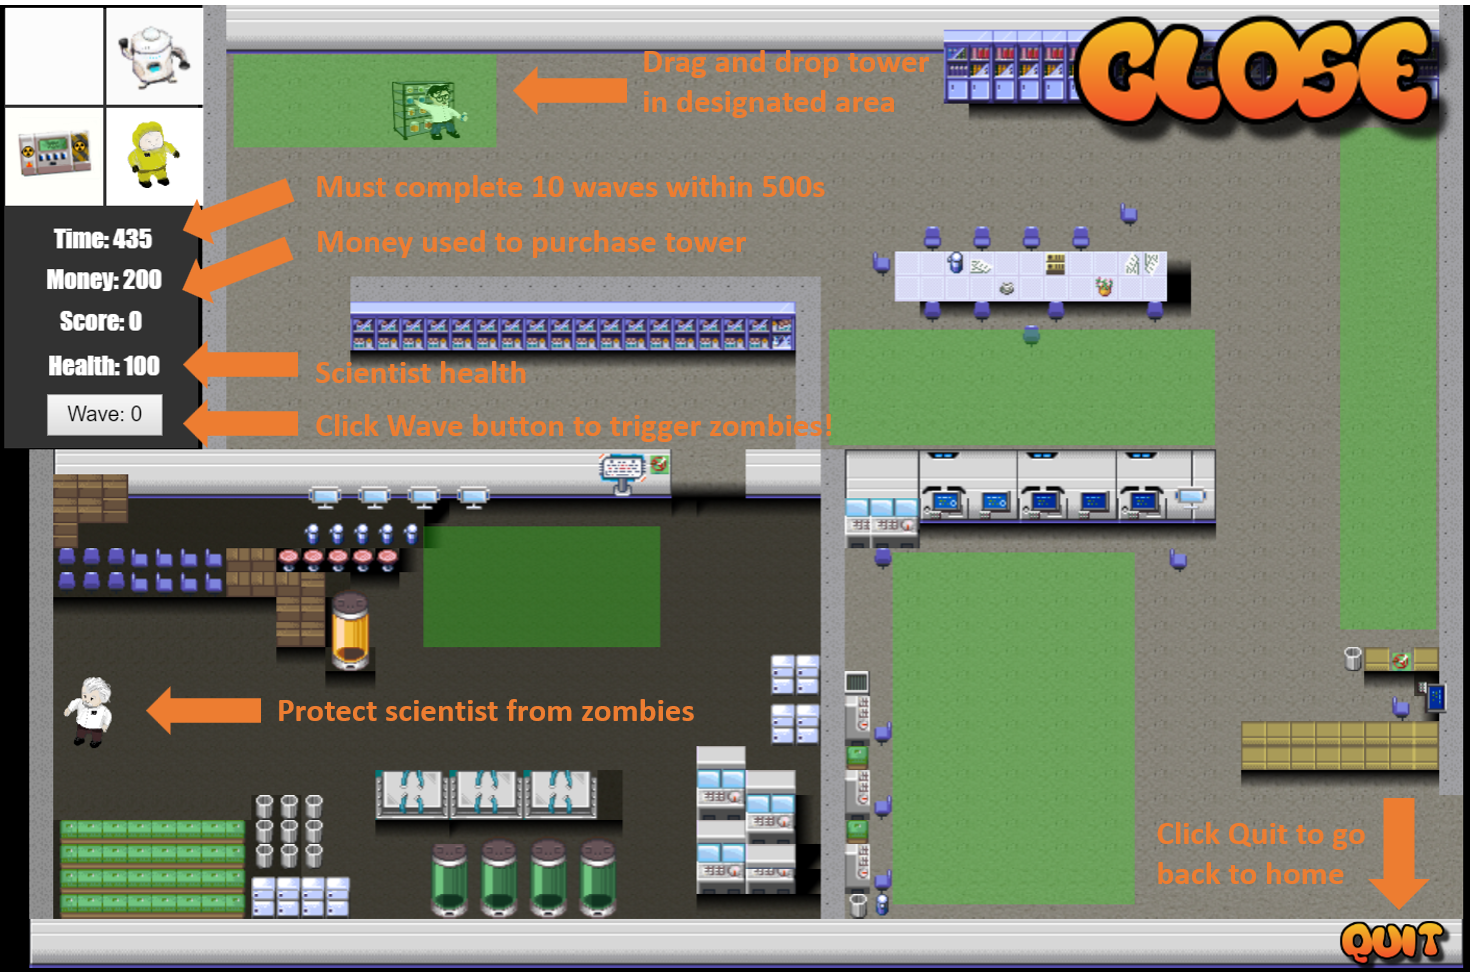 CLOSE
Drag and drop tower
in designated area
Must complete 10 waves within 500s
Time: 435
Money used to purchase tower
Money: 200
Score: 0
Health: 100
Scientist health
Wave: 0
Click Wave button to trigger zombies!
Protect scientist from zombies
Click Quit to go
back to home
QUIT